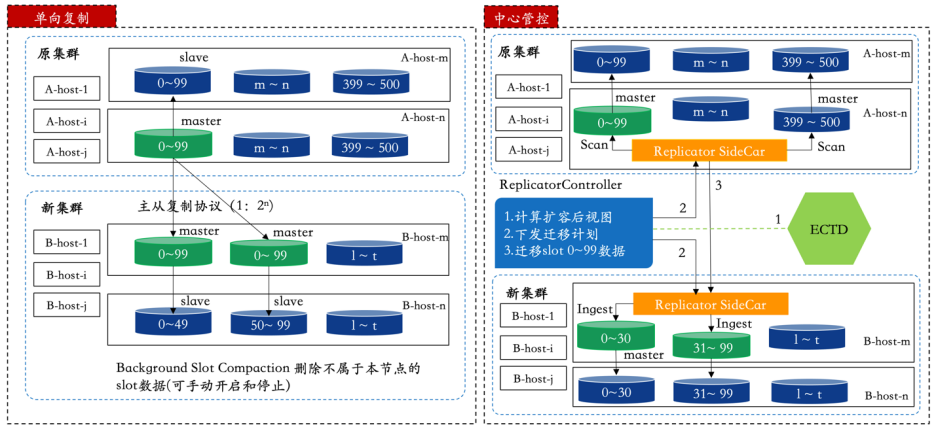 单向复制
原集群
slave
A-host-m
0~99
m ~ n
399 ~ 500
A-host-1
A-host-i
A-host-j
master
A-host-n
0~99
m ~ n
399 ~ 500
新集群
主从复制协议（1：2ⁿ）
B-host-1
B-host-i
B-host-j
master
master
B-host-m
0~99
0~ 99
l ~ t
slave
slave
B-host-n
0~49
50~ 99
l ~ t
Background Slot Compaction 删除不属于本节点的
slot数据(可手动开启和停止)
中心管控
原集群
A-host-m
0~99
m ~ n
399 ~ 500
A-host-1
A-host-i
A-host-j
master
master
A-host-n
0~99
m ~ n
399 ~ 500
Scan
Scan
Replicator SideCar
ReplicatorController
3
2
1.计算扩容后视图
2.下发迁移计划
3.迁移slot 0~99数据
2
1
ECTD
新集群
B-host-1
B-host-i
B-host-j
Replicator SideCar
Ingest
Ingest
B-host-m
0~30
31~ 99
l ~ t
master
B-host-n
0~30
31~ 99
l ~ t